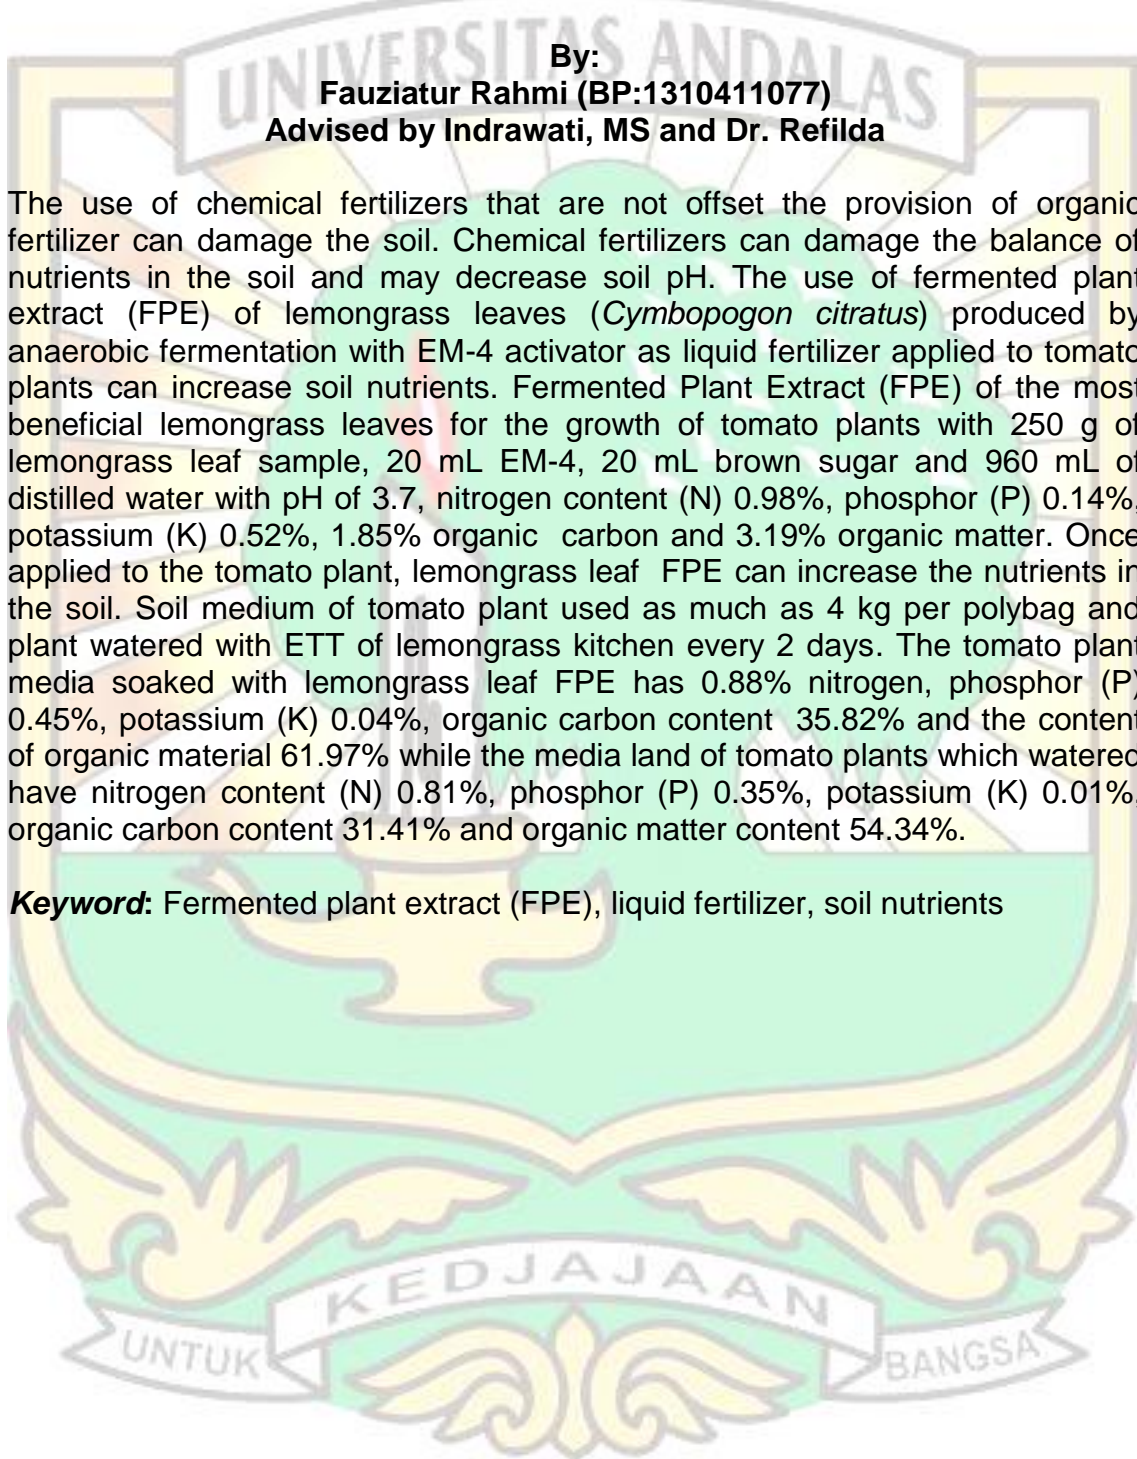 UNIVERSITAS ANDALAS
By:
Fauziatur Rahmi (BP:1310411077)
Advised by Indrawati, MS and Dr. Refilda
The use of chemical fertilizers that are not offset the provision of organic
fertilizer can damage the soil. Chemical fertilizers can damage the balance of
nutrients in the soil and may decrease soil pH. The use of fermented plant
extract (FPE) of lemongrass leaves (Cymbopogon citratus) produced by
anaerobic fermentation with EM-4 activator as liquid fertilizer applied to tomato
plants can increase soil nutrients. Fermented Plant Extract (FPE) of the most
beneficial lemongrass leaves for the growth of tomato plants with 250 g of
lemongrass leaf sample, 20 mL EM-4, 20 mL brown sugar and 960 mL of
distilled water with pH of 3.7, nitrogen content (N) 0.98%, phosphor (P) 0.14%,
potassium (K) 0.52%, 1.85% organic carbon and 3.19% organic matter. Once
applied to the tomato plant, lemongrass leaf FPE can increase the nutrients in
the soil. Soil medium of tomato plant used as much as 4 kg per polybag and
plant watered with ETT of lemongrass kitchen every 2 days. The tomato plant
media soaked with lemongrass leaf FPE has 0.88% nitrogen, phosphor (P)
0.45%, potassium (K) 0.04%, organic carbon content 35.82% and the content
of organic material 61.97% while the media land of tomato plants which watered
have nitrogen content (N) 0.81%, phosphor (P) 0.35%, potassium (K) 0.01%,
organic carbon content 31.41% and organic matter content 54.34%.
Keyword: Fermented plant extract (FPE), liquid fertilizer, soil nutrients
KEDJAJAAN
UNTUK BANGSA